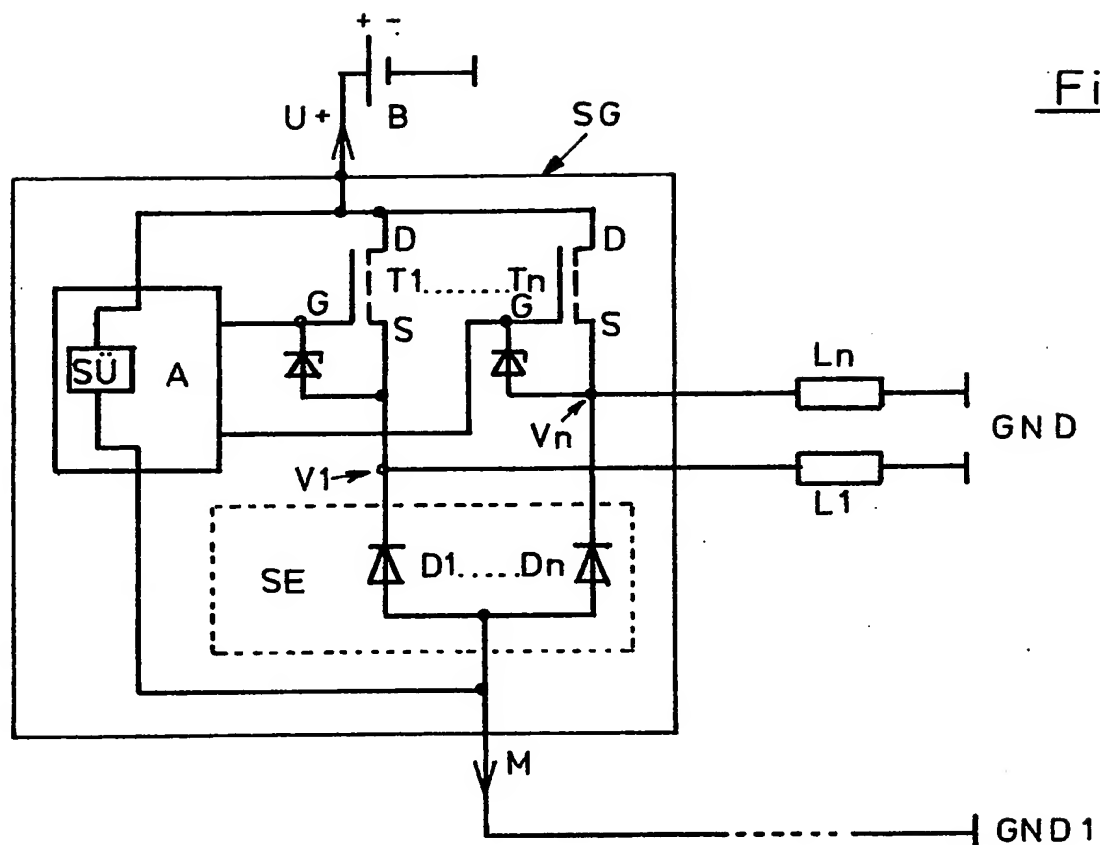 + -
U+ B SG Fi
D D
T1........Tn
G G
S S
SÜ A
Ln
Vn GND
V1 L1
SE D1.....Dn
M
GND1